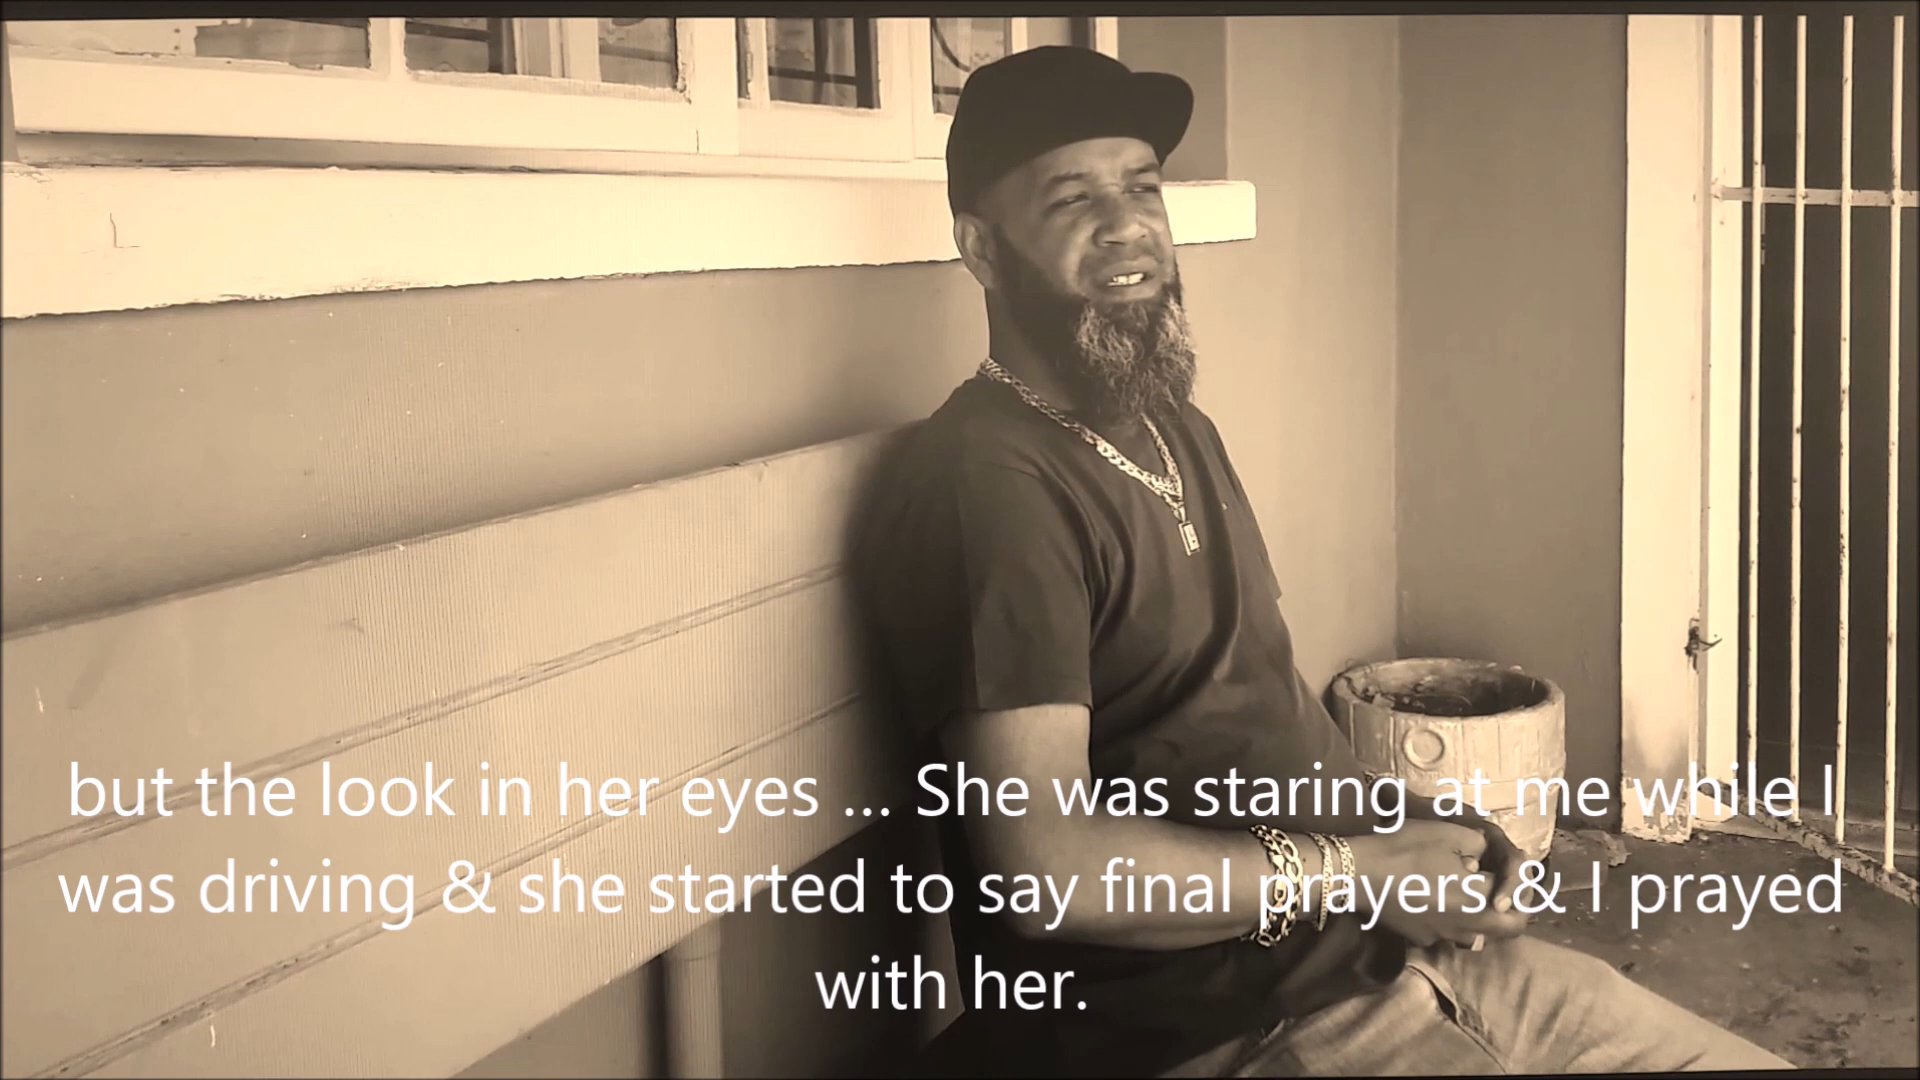 but the look in her eyes ... She was staring at me while I
was driving & she started to say final prayers & I prayed
with her.